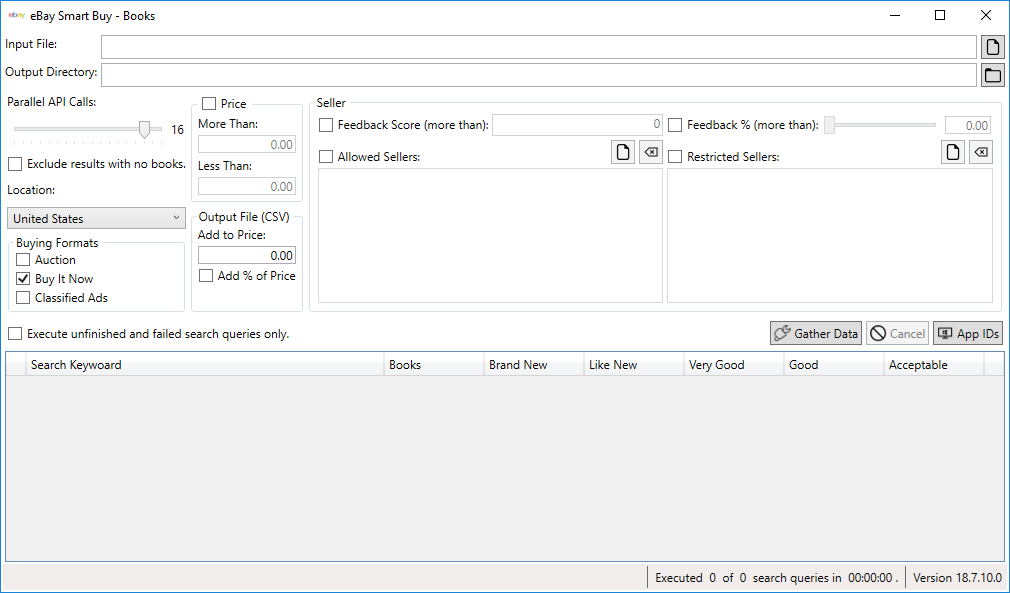 ebay eBay Smart Buy - Books
Input File:
Output Directory:
Parallel API Calls:
16
Exclude results with no books.
Location:
United States
Buying Formats
Auction
Buy It Now
Classified Ads
Price
More Than:
0.00
Less Than:
0.00
Output File (CSV)
Add to Price:
0.00
Add % of Price
Seller
Feedback Score (more than): 0
Feedback % (more than): 0.00
Allowed Sellers:
Restricted Sellers:
Execute unfinished and failed search queries only.
Gather Data Cancel App IDs
Search Keywoard Books Brand New Like New Very Good Good Acceptable
Executed 0 of 0 search queries in 00:00:00 . Version 18.7.10.0